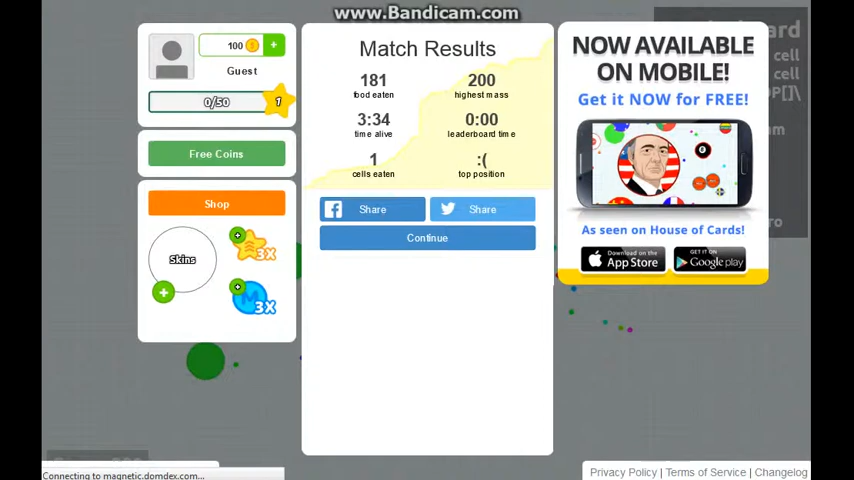 www.Bandicam.com
100
+
Guest
0/50
1
Free Coins
Shop
Skins
3X
M
3X
Match Results
181
food eaten
200
highest mass
3:34
time alive
0:00
leaderboard time
1
cells eaten
:(
top position
Share
Share
Continue
NOW AVAILABLE
ON MOBILE!
Get it NOW for FREE!
As seen on House of Cards!
Download on the
App Store
GET IT ON
Google play
cell
cell
Connecting to magnetic.domdex.com...
Privacy Policy | Terms of Service | Changelog